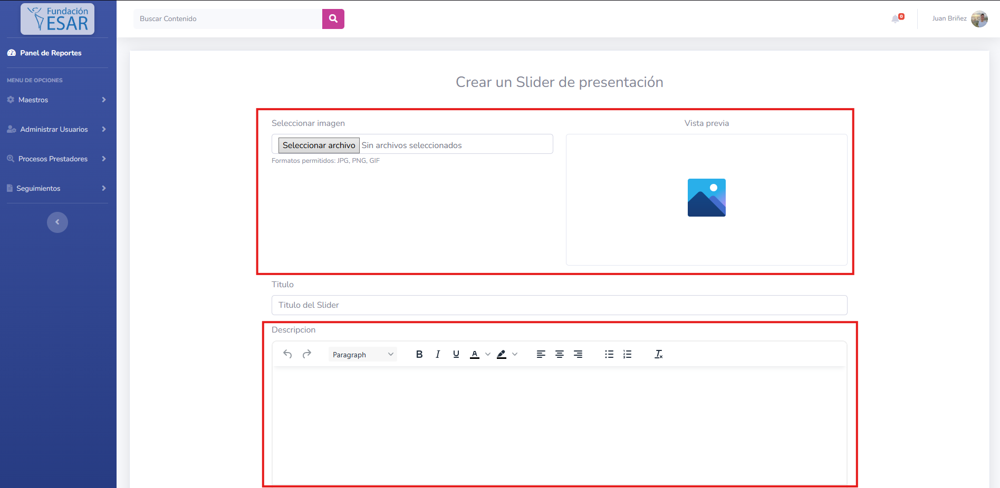 Fundación
ESAR
Buscar Contenido
0
Juan Briñez
Panel de Reportes
MENU DE OPCIONES
Maestros
Administrar Usuarios
Procesos Prestadores
Seguimientos
Crear un Slider de presentación
Seleccionar imagen
Vista previa
Seleccionar archivo Sin archivos seleccionados
Formatos permitidos: JPG, PNG, GIF
Titulo
Titulo del Slider
Descripcion
Paragraph